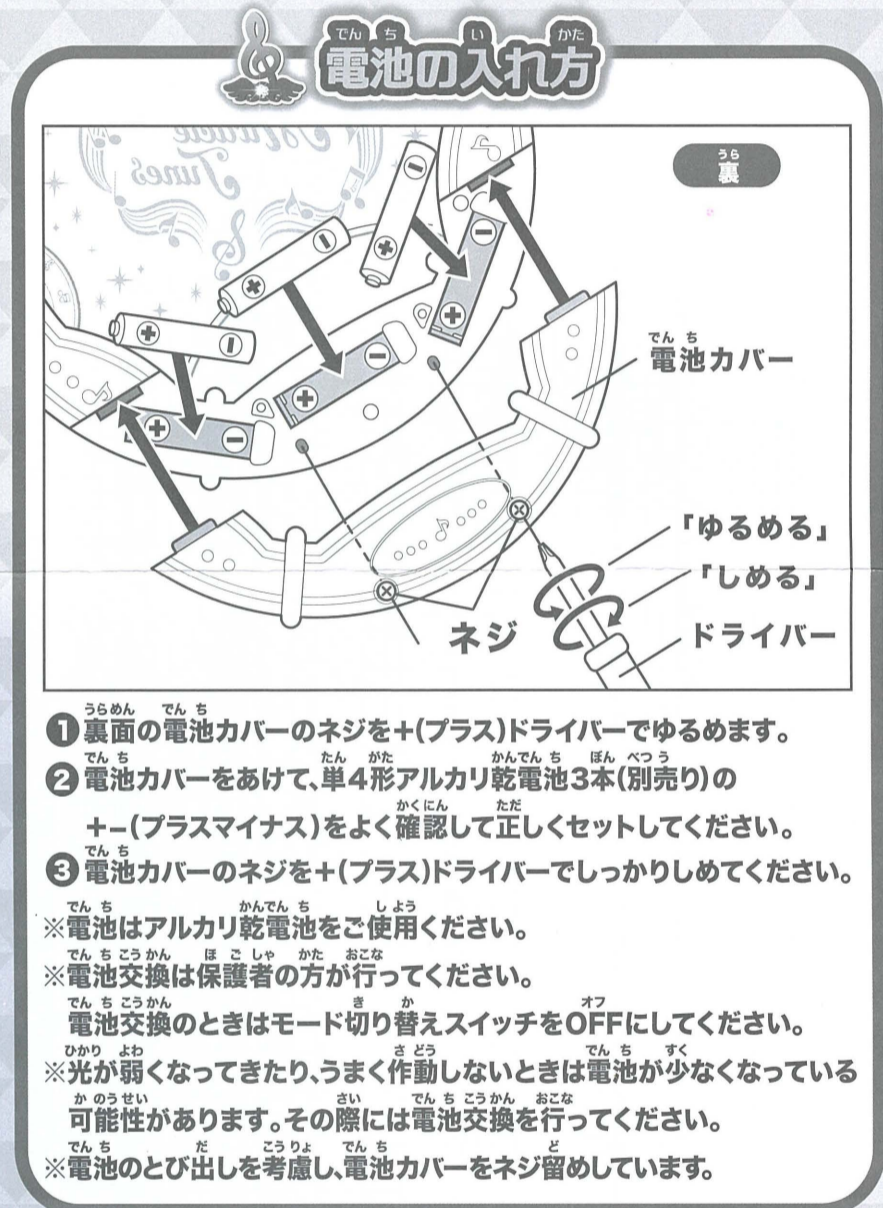 電池の入れ方
Miracle
Tunes
裏
電池カバー
「ゆるめる」
「しめる」
ネジ
ドライバー
❶裏面の電池カバーのネジを+(プラス)ドライバーでゆるめます。
❷電池カバーをあけて、単4形アルカリ乾電池3本(別売り)の
+−(プラスマイナス)をよく確認して正しくセットしてください。
❸電池カバーのネジを+(プラス)ドライバーでしっかりしめてください。
※電池はアルカリ乾電池をご使用ください。
※電池交換は保護者の方が行ってください。
電池交換のときはモード切り替えスイッチをOFFにしてください。
※光が弱くなってきたり、うまく作動しないときは電池が少なくなっている
可能性があります。その際には電池交換を行ってください。
※電池のとび出しを考慮し、電池カバーをネジ留めしています。